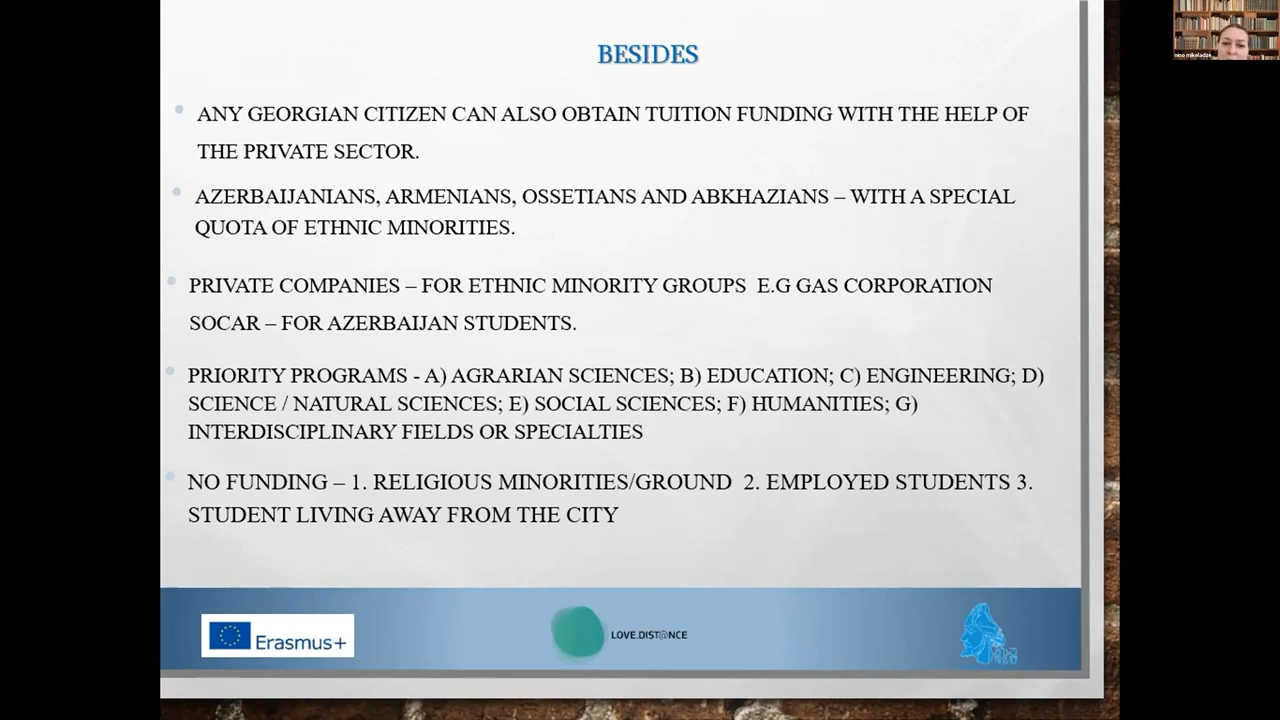 BESIDES
ANY GEORGIAN CITIZEN CAN ALSO OBTAIN TUITION FUNDING WITH THE HELP OF
THE PRIVATE SECTOR.
AZERBAIJANIANS, ARMENIANS, OSSETIANS AND ABKHAZIANS – WITH A SPECIAL
QUOTA OF ETHNIC MINORITIES.
PRIVATE COMPANIES – FOR ETHNIC MINORITY GROUPS E.G GAS CORPORATION
SOCAR – FOR AZERBAIJAN STUDENTS.
PRIORITY PROGRAMS - A) AGRARIAN SCIENCES; B) EDUCATION; C) ENGINEERING; D)
SCIENCE / NATURAL SCIENCES; E) SOCIAL SCIENCES; F) HUMANITIES; G)
INTERDISCIPLINARY FIELDS OR SPECIALTIES
NO FUNDING – 1. RELIGIOUS MINORITIES/GROUND 2. EMPLOYED STUDENTS 3.
STUDENT LIVING AWAY FROM THE CITY
Erasmus+
LOVE.DIST@NCE
nino mikeladze